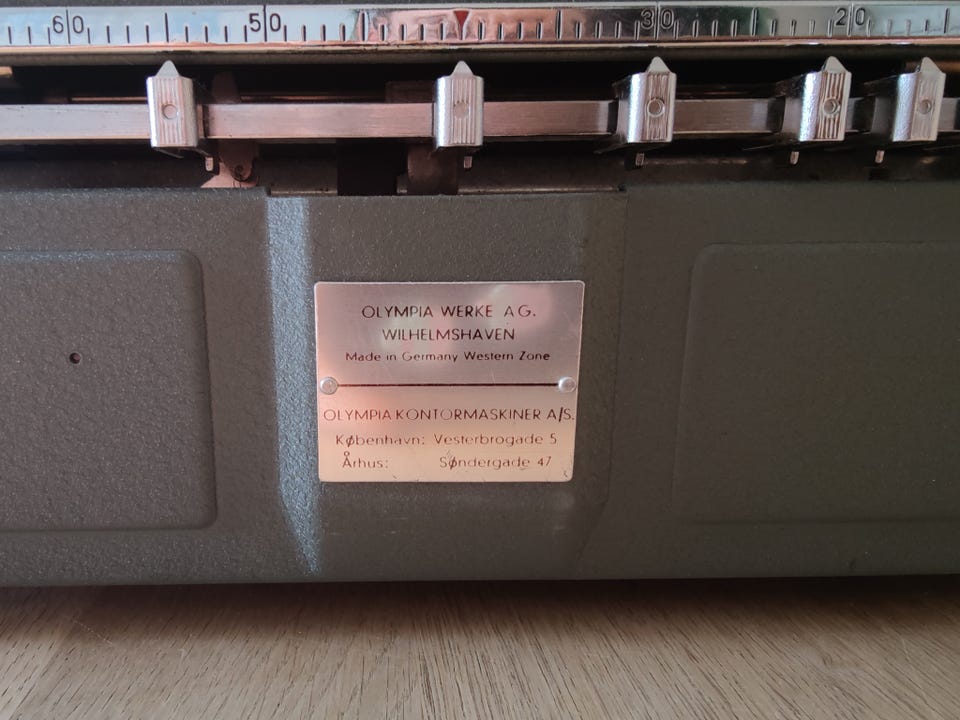 60 50 30 20
OLYMPIA WERKE AG.
WILHELMSHAVEN
Made in Germany Western Zone
OLYMPIA KONTORMASKINER A/S.
København: Vesterbrogade 5
Århus: Søndergade 47